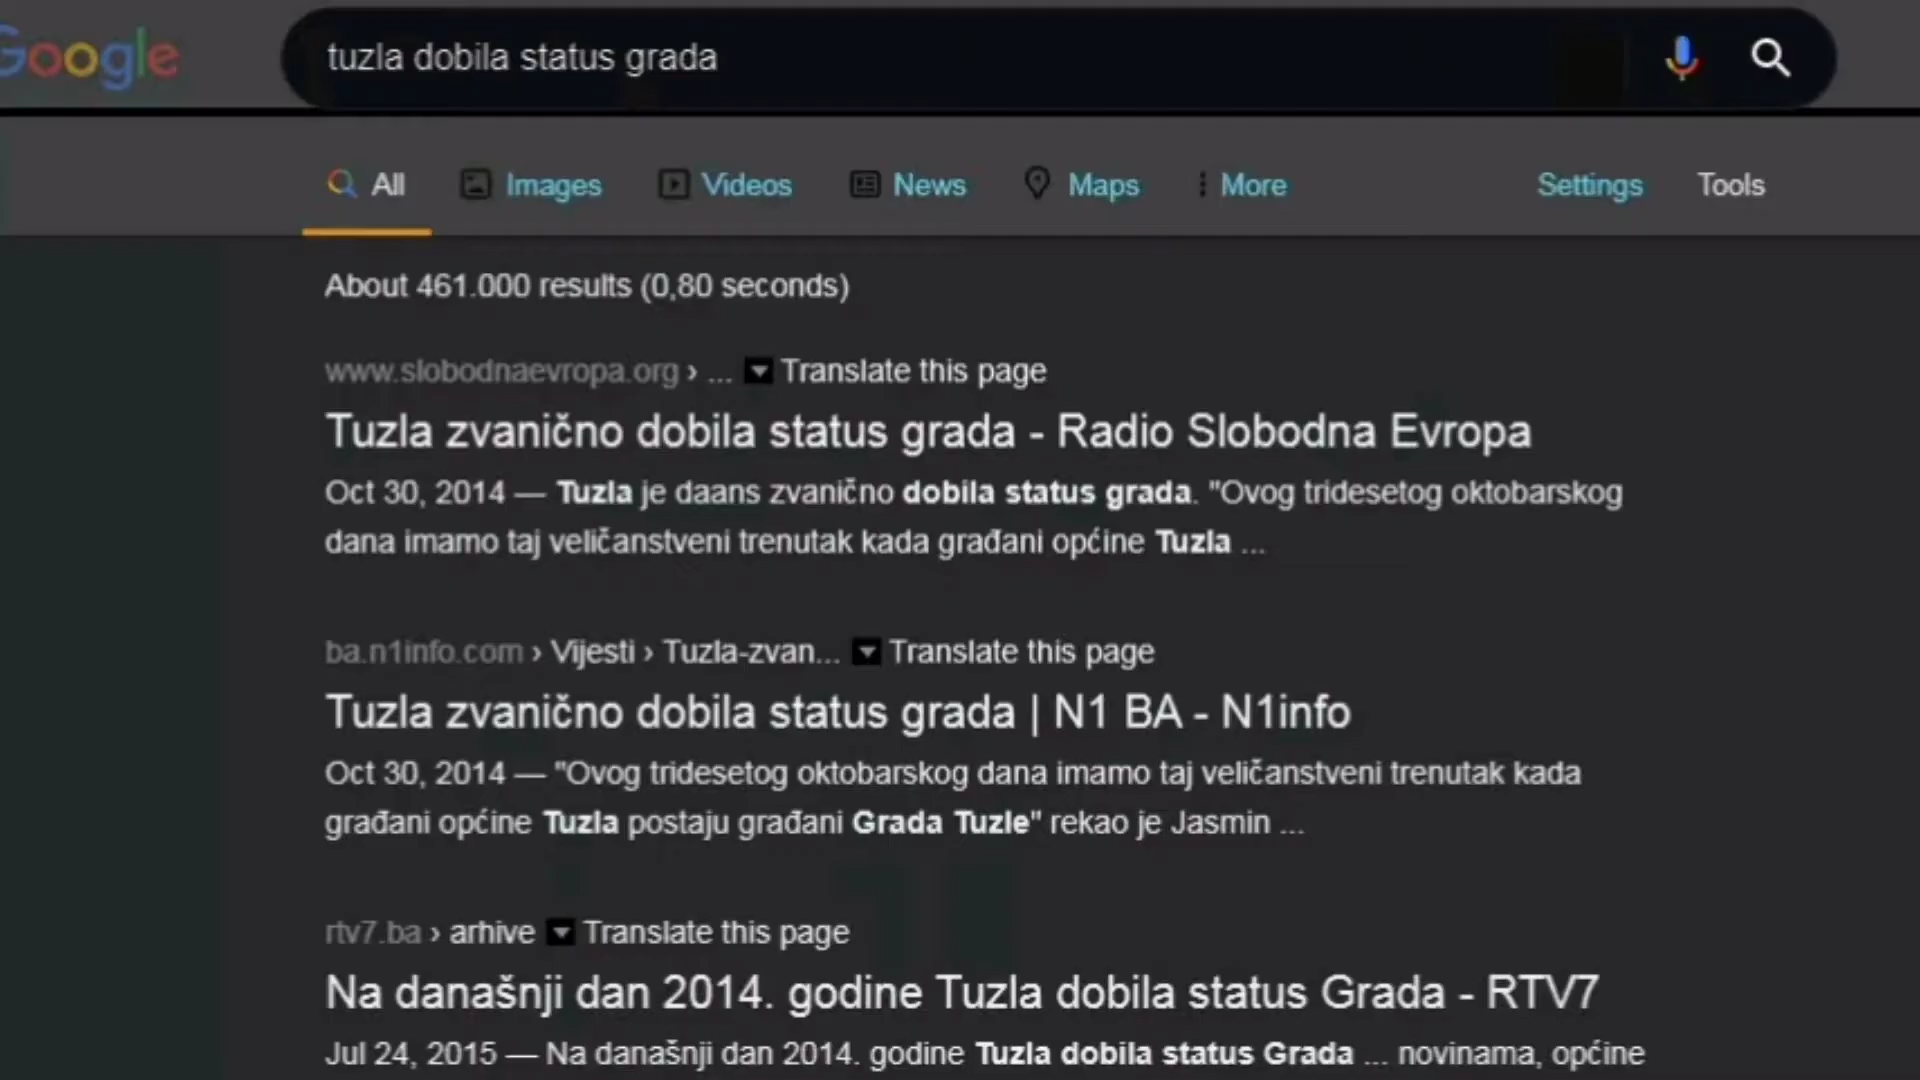 Google
tuzla dobila status grada
All Images Videos News Maps More Settings Tools
About 461.000 results (0,80 seconds)
www.slobodnaevropa.org › ... Translate this page
Tuzla zvanično dobila status grada - Radio Slobodna Evropa
Oct 30, 2014 — Tuzla je daans zvanično dobila status grada. "Ovog tridesetog oktobarskog
dana imamo taj veličanstveni trenutak kada građani općine Tuzla ...
ba.n1info.com › Vijesti › Tuzla-zvan... Translate this page
Tuzla zvanično dobila status grada | N1 BA - N1info
Oct 30, 2014 — "Ovog tridesetog oktobarskog dana imamo taj veličanstveni trenutak kada
građani općine Tuzla postaju građani Grada Tuzle" rekao je Jasmin ...
rtv7.ba › arhive Translate this page
Na današnji dan 2014. godine Tuzla dobila status Grada - RTV7
Jul 24, 2015 — Na današnji dan 2014. godine Tuzla dobila status Grada ... novinama, općine